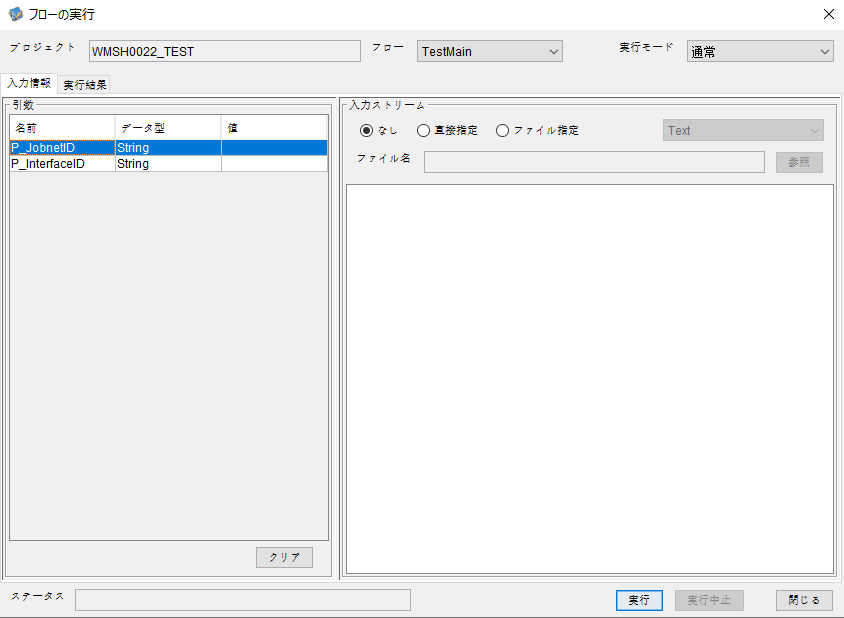 フローの実行
プロジェクト WMSH0022_TEST フロー TestMain 実行モード 通常
入力情報 実行結果
引数
名前 データ型 値
P_JobnetID String
P_InterfaceID String
クリア
入力ストリーム
なし 直接指定 ファイル指定 Text
ファイル名 参照
ステータス 実行 実行中止 閉じる